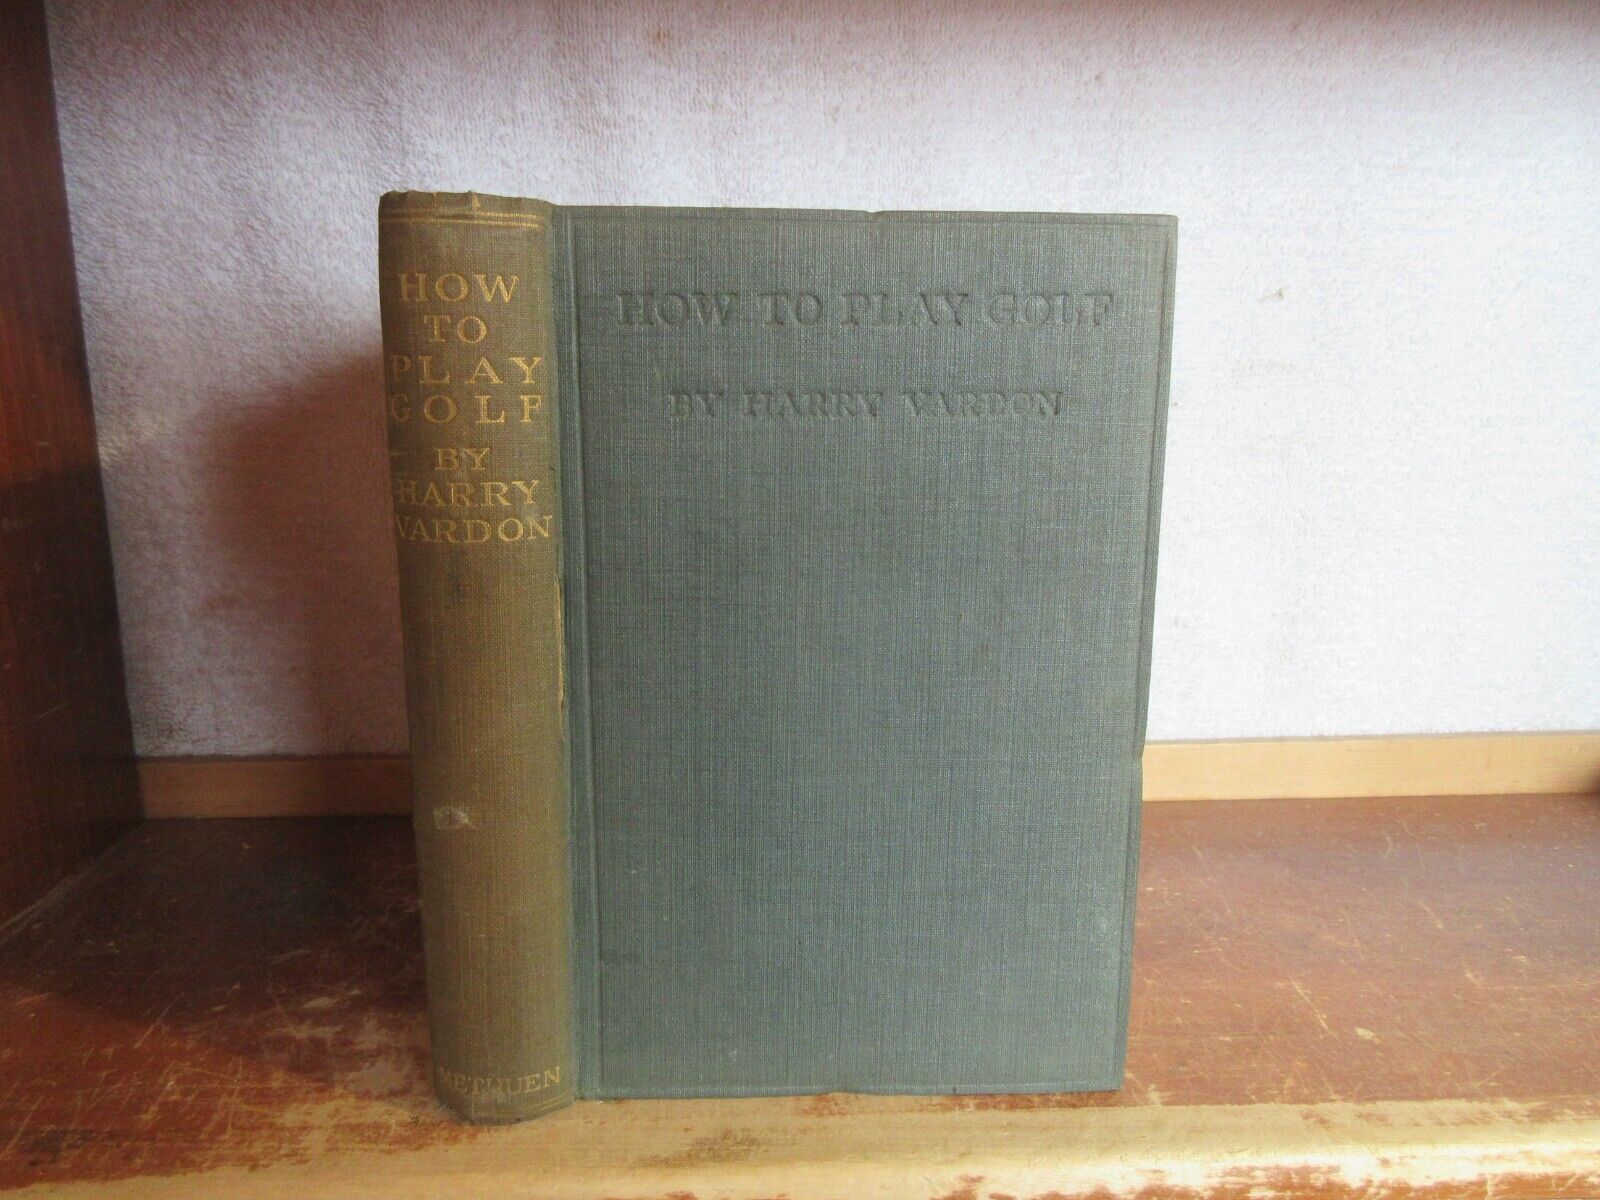 HOW
TO
PLAY
GOLF
BY
HARRY
VARDON
METHUEN
HOW TO PLAY GOLF
BY HARRY VARDON